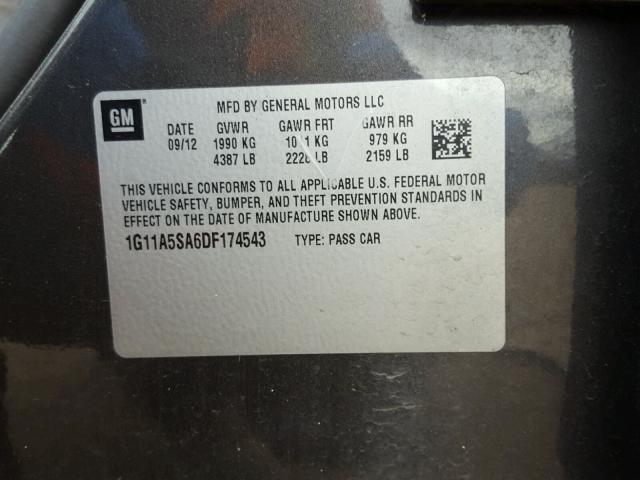 GM
MFD BY GENERAL MOTORS LLC
DATE GVWR GAWR FRT GAWR RR
09/12 1990 KG KG 979 KG
4387 LB LB 2159 LB
THIS VEHICLE CONFORMS TO ALL APPLICABLE U.S. FEDERAL MOTOR
VEHICLE SAFETY, BUMPER, AND THEFT PREVENTION STANDARDS IN
EFFECT ON THE DATE OF MANUFACTURE SHOWN ABOVE.
1G11A5SA6DF174543 TYPE: PASS CAR